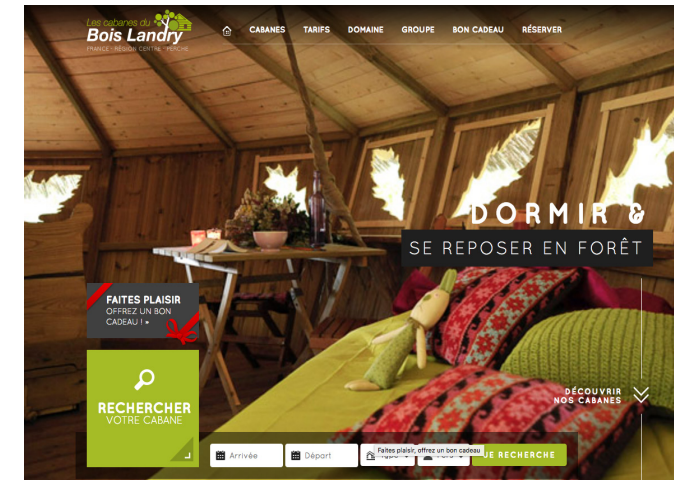 Les cabanes du
Bois Landry
FRANCE - RÉGION CENTRE - PERCHE
CABANES TARIFS DOMAINE GROUPE BON CADEAU RÉSERVER
DORMIR &
SE REPOSER EN FORÊT
FAITES PLAISIR
OFFREZ UN BON
CADEAU !
DÉCOUVRIR
NOS CABANES
RECHERCHER
VOTRE CABANE
Arrivée Départ
Faites plaisir, offrez un bon cadeau
JE RECHERCHE